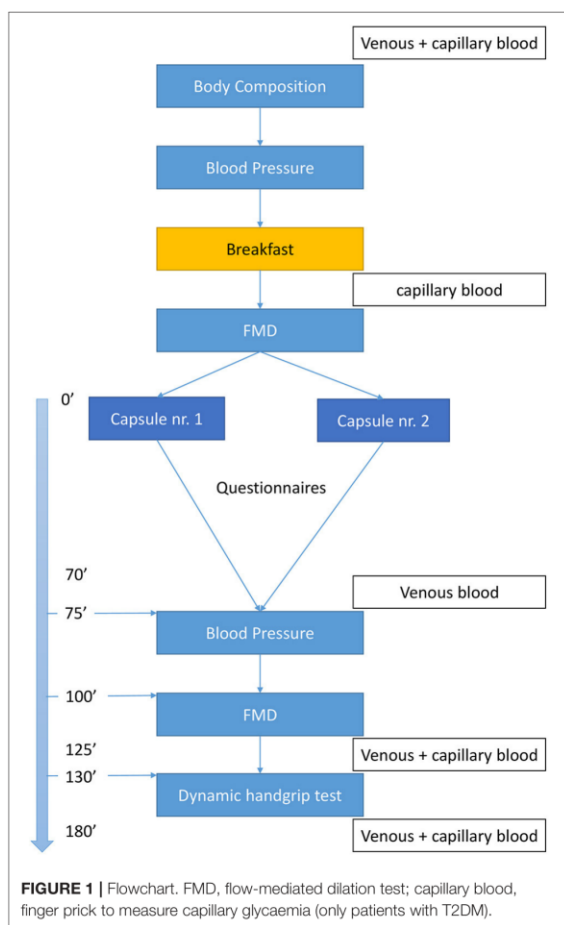 Venous + capillary blood
Body Composition
Blood Pressure
Breakfast
capillary blood
FMD
0’
Capsule nr. 1
Capsule nr. 2
Questionnaires
70’
Venous blood
75’
Blood Pressure
100’
FMD
125’
Venous + capillary blood
130’
Dynamic handgrip test
180’
Venous + capillary blood
FIGURE 1 | Flowchart. FMD, flow-mediated dilation test; capillary blood,
finger prick to measure capillary glycaemia (only patients with T2DM).